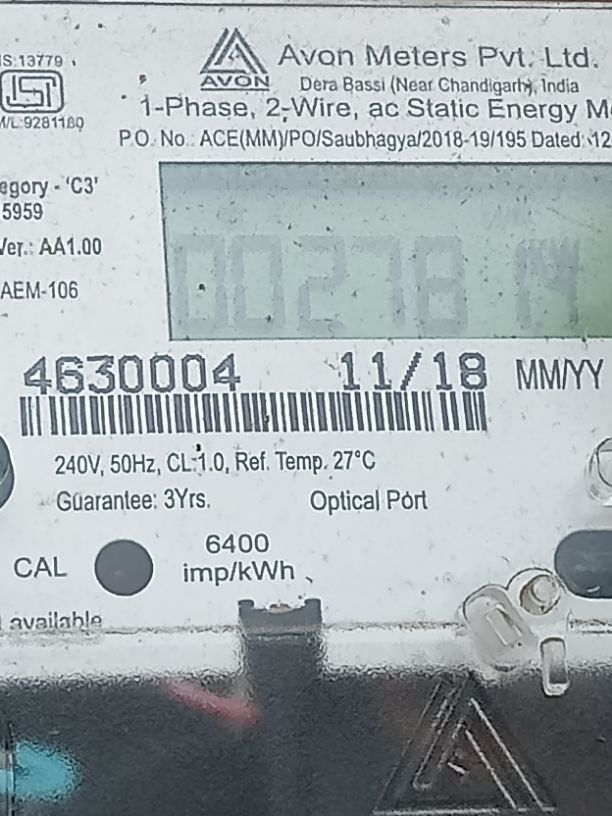 IS:13779
Avon Meters Pvt. Ltd.
AVON
Dera Bassi (Near Chandigarh), India
M/L:9281180
1-Phase, 2-Wire, ac Static Energy
P.O. No.: ACE(MM)/PO/Saubhagya/2018-19/195 Dated: 12
egory - 'C3'
5959
Ver.: AA1.00
AEM-106
00278
4630004 11/18 MM/YY
240V, 50Hz, CL:1.0, Ref. Temp. 27°C
Guarantee: 3Yrs. Optical Port
6400
CAL imp/kWh
available